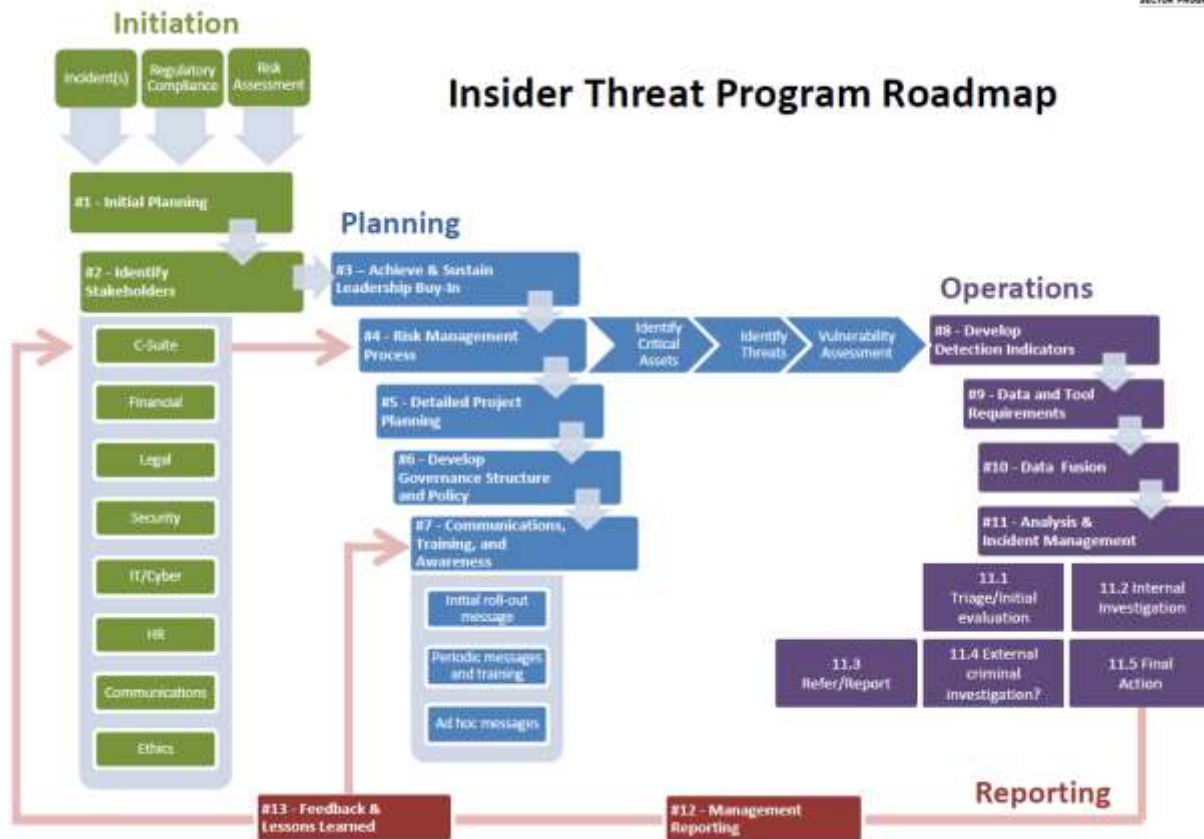 SECTOR PROGR
Initiation
Incident(s)
Regulatory
Compliance
Risk
Assessment
Insider Threat Program Roadmap
#1 - Initial Planning
#2 - Identify
Stakeholders
C-Suite
Financial
Legal
Security
IT/Cyber
HR
Communications
Ethics
Planning
#3 – Achieve & Sustain
Leadership Buy-In
#4 - Risk Management
Process
Identify
Critical
Assets
Identify
Threats
Vulnerability
Assessment
#5 - Detailed Project
Planning
#6 - Develop
Governance Structure
and Policy
#7 - Communications,
Training, and
Awareness
Initial roll-out
message
Periodic messages
and training
Ad hoc messages
Operations
#8 - Develop
Detection Indicators
#9 - Data and Tool
Requirements
#10 - Data Fusion
#11 - Analysis &
Incident Management
11.1
Triage/Initial
evaluation
11.2 Internal
Investigation
11.3
Refer/Report
11.4 External
criminal
investigation?
11.5 Final
Action
Reporting
#12 - Management
Reporting
#13 - Feedback &
Lessons Learned